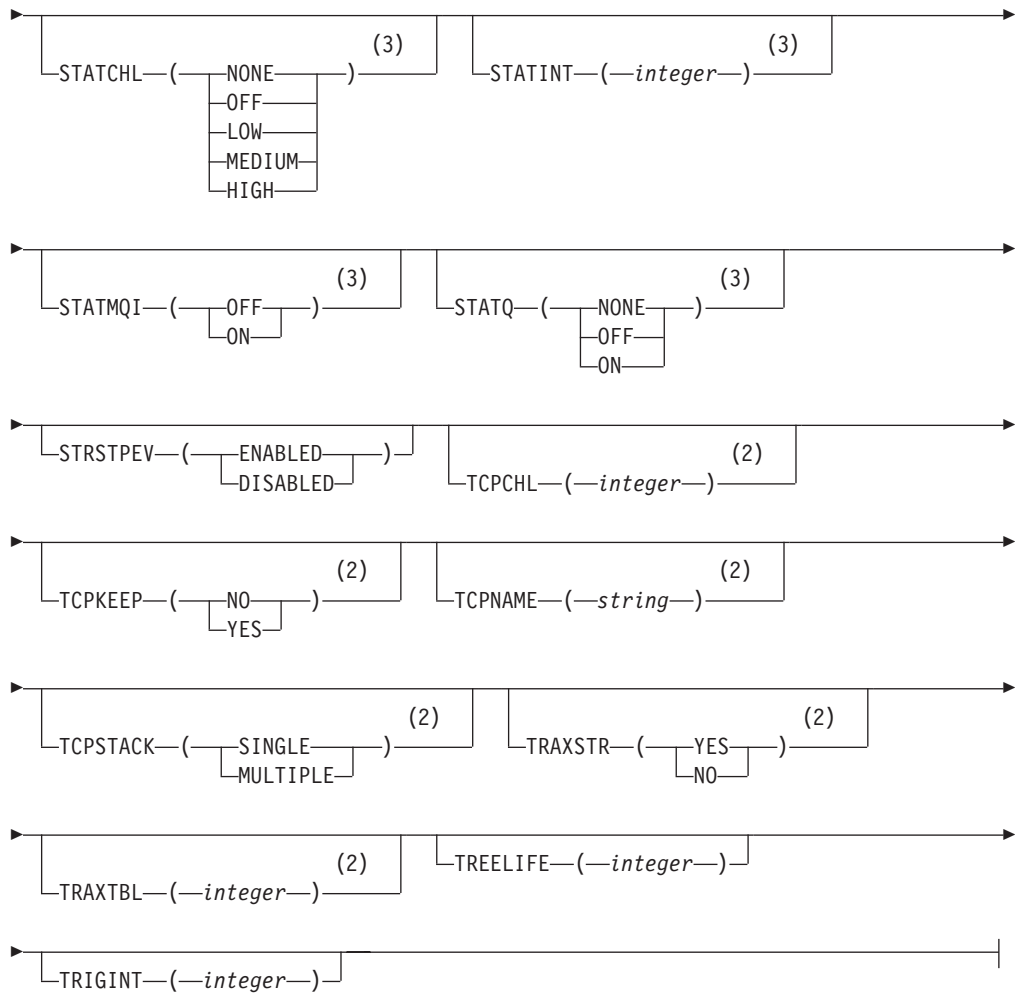 (3) (3)
STATCHL ( NONE ) STATINT ( integer )
OFF
LOW
MEDIUM
HIGH
(3) (3)
STATMQI ( OFF ) STATQ ( NONE )
ON OFF
ON
(2)
STRSTPEV ( ENABLED )
DISABLED TCPCHL ( integer )
(2) (2)
TCPKEEP ( NO ) TCPNAME ( string )
YES
(2) (2)
TCPSTACK ( SINGLE ) TRAXSTR ( YES )
MULTIPLE NO
(2) TREELIFE ( integer )
TRAXTBL ( integer )
TRIGINT ( integer )